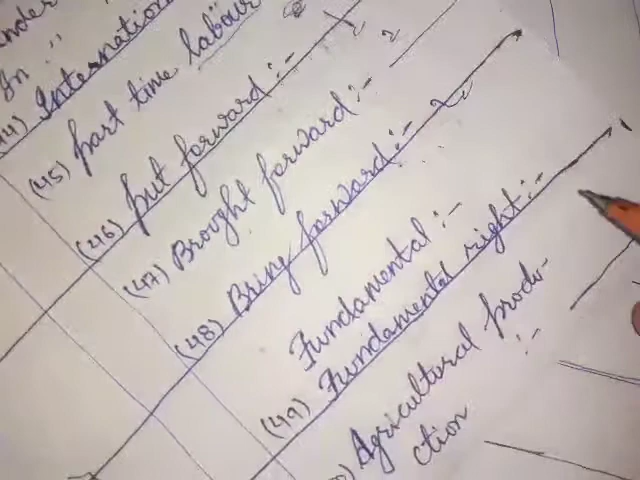 In ,,
44) Internation
(45) part time labour
(46) put forward :-
(47) Brought forward :-
(48) Bring forward :-
Fundamental :-
(49) Fundamental right :-
Agricultural produ-
ction :-